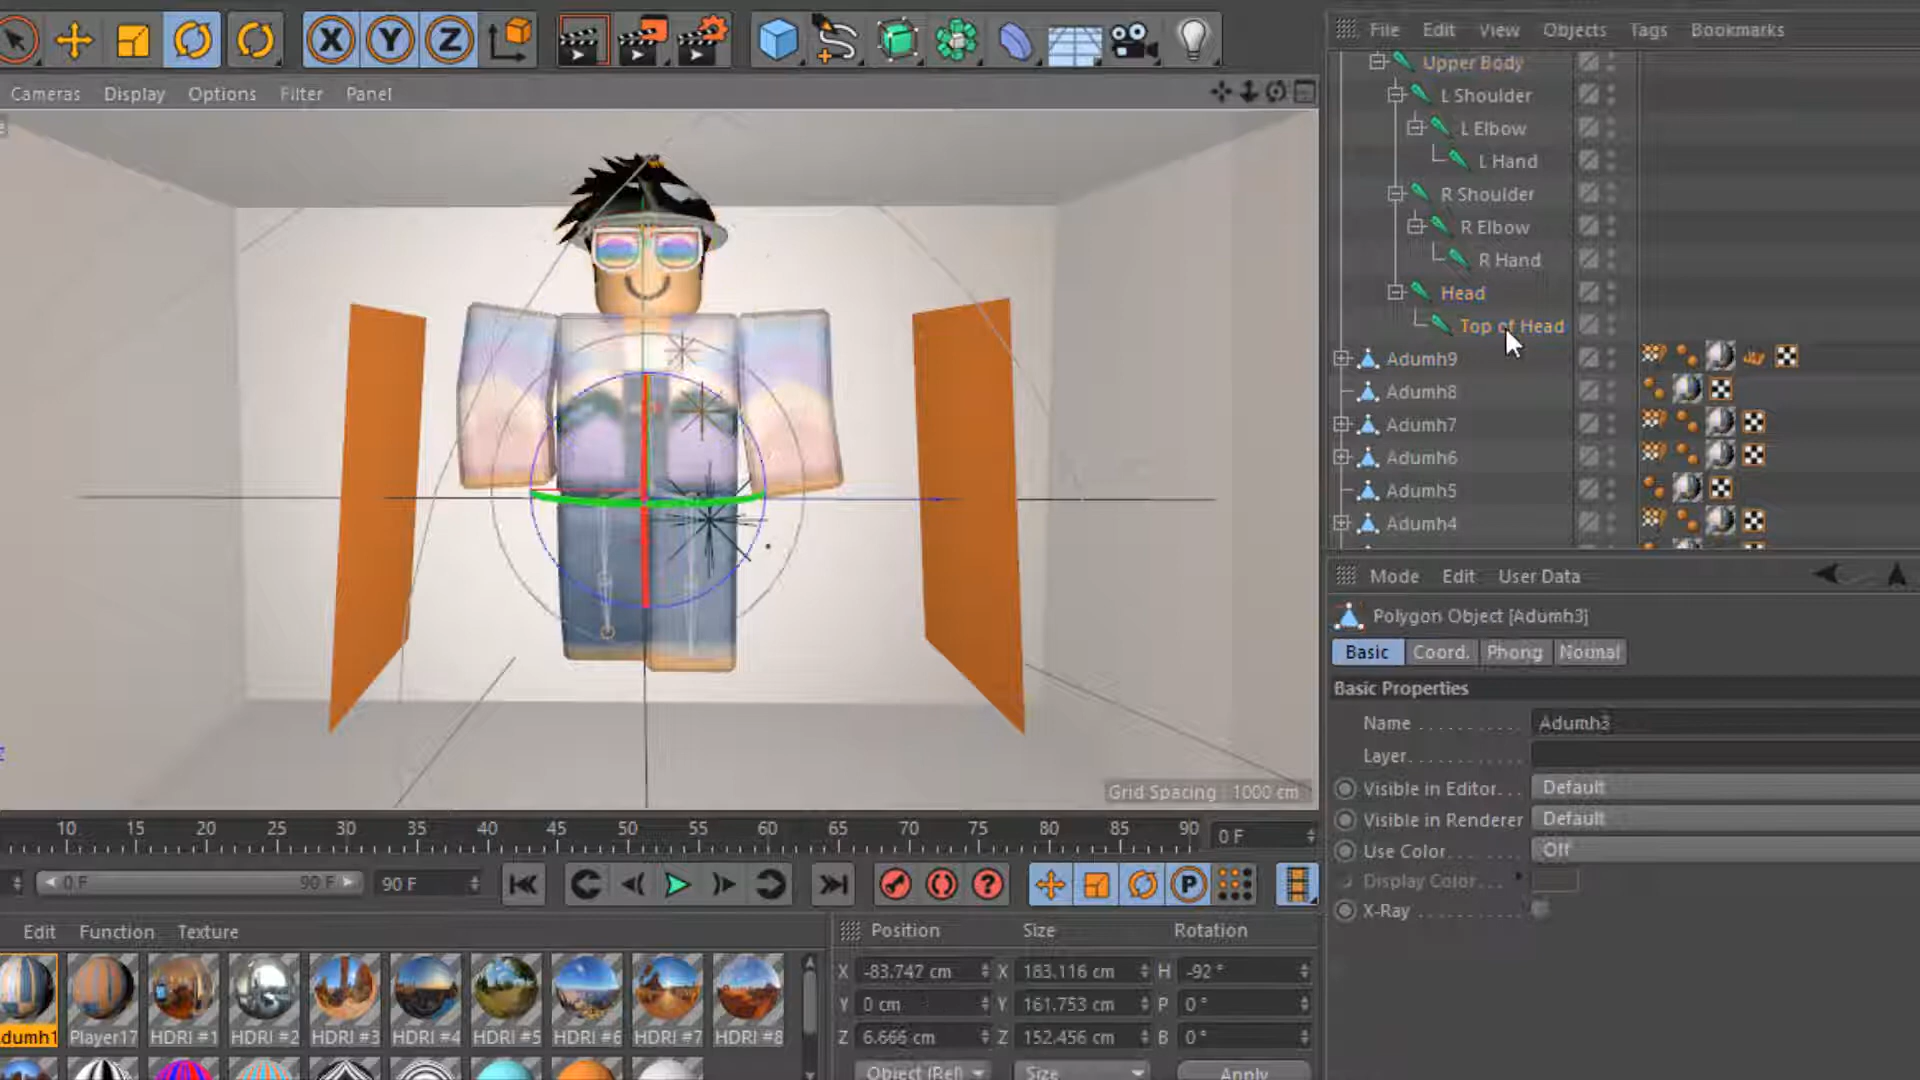 X Y Z
File Edit View Objects Tags Bookmarks
Cameras Display Options Filter Panel
Upper Body
L Shoulder
L Elbow
L Hand
R Shoulder
R Elbow
R Hand
Head
Top of Head
Adumh9
Adumh8
Adumh7
Adumh6
Adumh5
Adumh4
Grid Spacing : 1000 cm
Mode Edit User Data
Polygon Object [Adumh3]
Basic Coord. Phong Normal
Basic Properties
Name Adumh3
Layer
Visible in Editor Default
Visible in Renderer Default
Use Color Off
Display Color
X-Ray
10 15 20 25 30 35 40 45 50 55 60 65 70 75 80 85 90 0 F
0 F 90 F 90 F
P
Edit Function Texture
dumh1 Player17 HDRI #1 HDRI #2 HDRI #3 HDRI #4 HDRI #5 HDRI #6 HDRI #7 HDRI #8
Position Size Rotation
X -83.747 cm X 183.116 cm H -92 °
Y 0 cm Y 161.753 cm P 0 °
Z 6.666 cm Z 152.456 cm B 0 °
Object (Rel) Size Apply